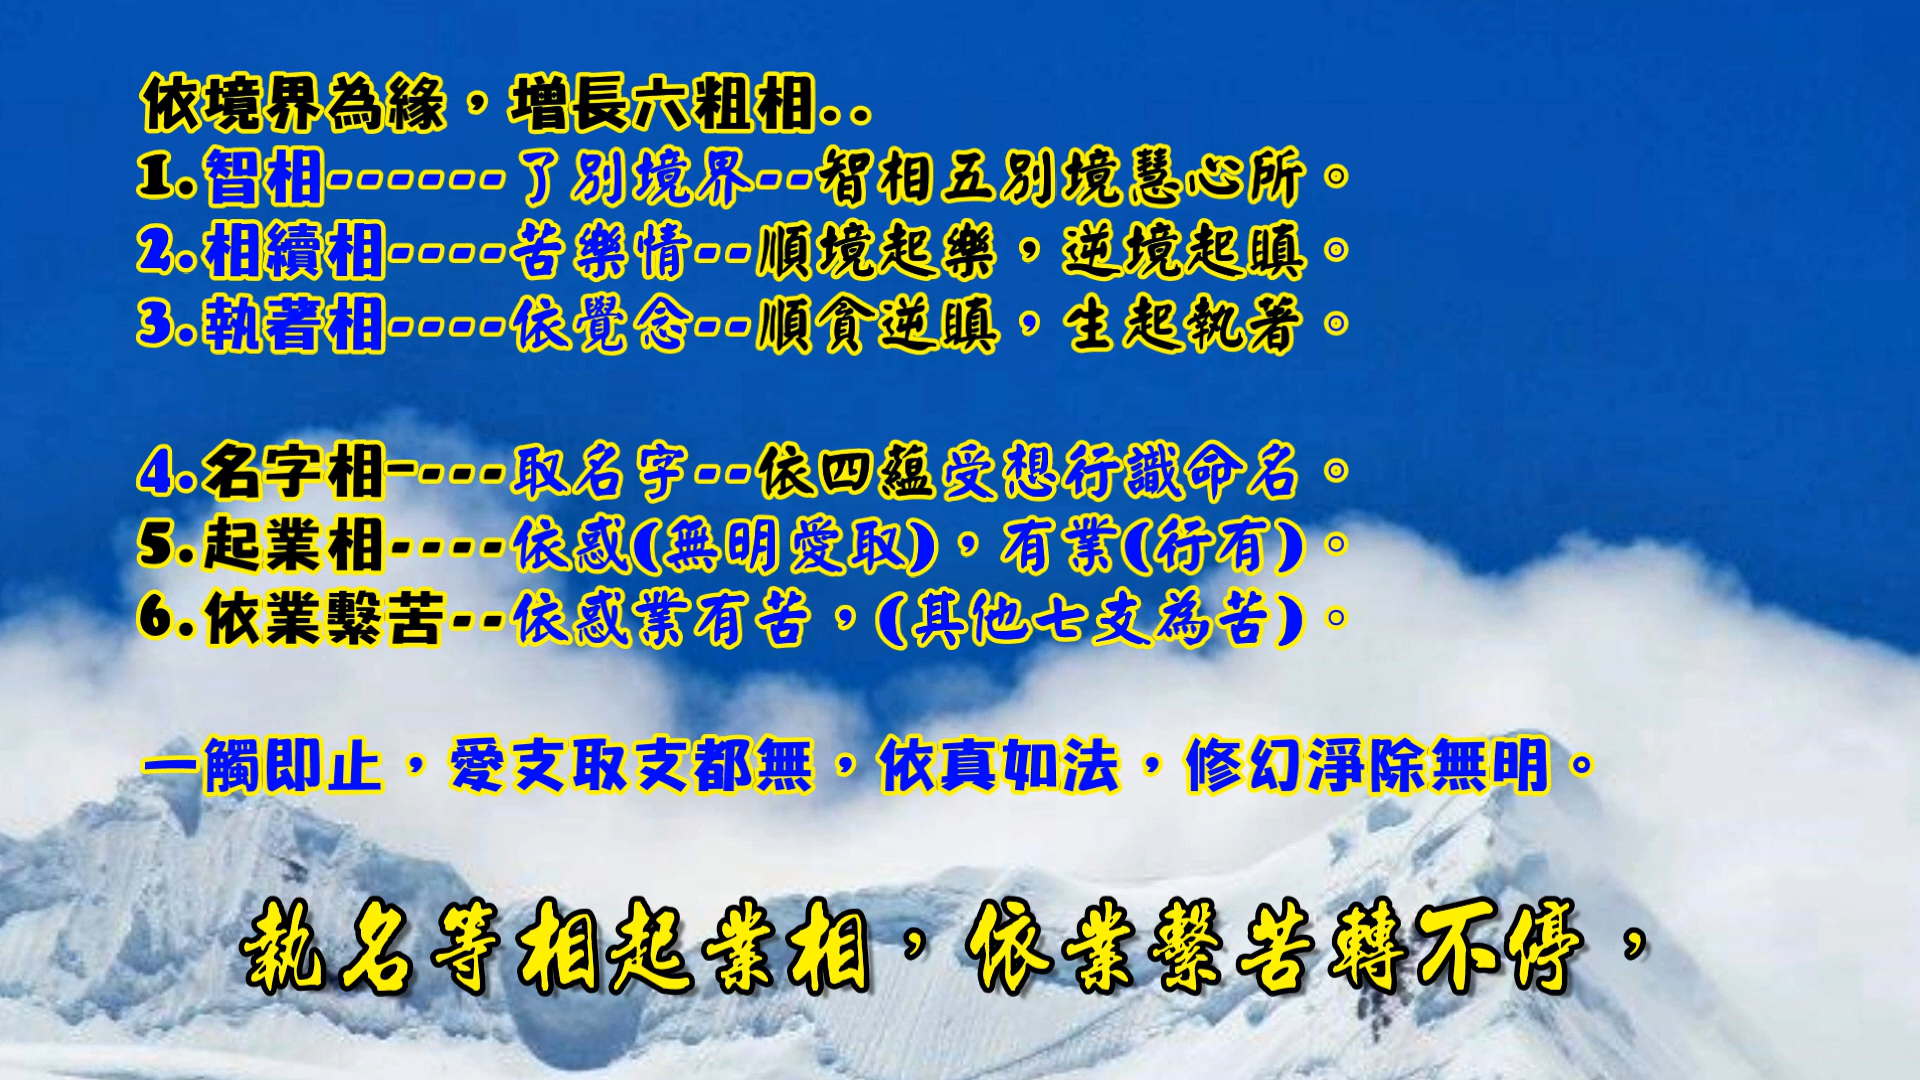 依境界為緣，增長六粗相..
1.智相------了別境界--智相五別境慧心所。
2.相續相----苦樂情--順境起樂，逆境起瞋。
3.執著相----依覺念--順貪逆瞋，生起執著。
4.名字相----取名字--依四蘊受想行識命名。
5.起業相----依惑(無明愛取)，有業(行有)。
6.依業繫苦--依惑業有苦，(其他七支為苦)。
一觸即止，愛支取支都無，依真如法，修幻淨除無明。
執名等相起業相，依業繫苦轉不停，